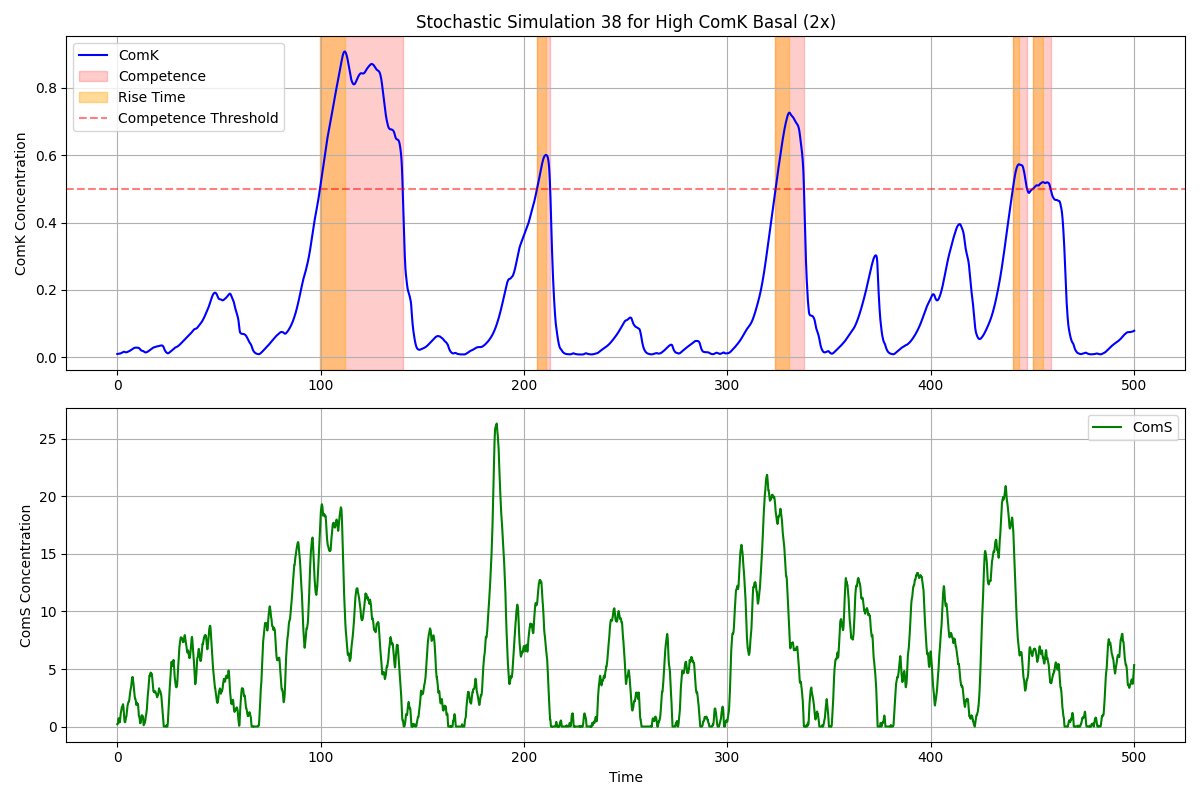 Stochastic Simulation 38 for High ComK Basal (2x)
ComK Concentration
0.8
0.6
0.4
0.2
0.0
ComK
Competence
Rise Time
Competence Threshold
0 100 200 300 400 500
ComS Concentration
25
20
15
10
5
0
ComS
0 100 200 300 400 500
Time